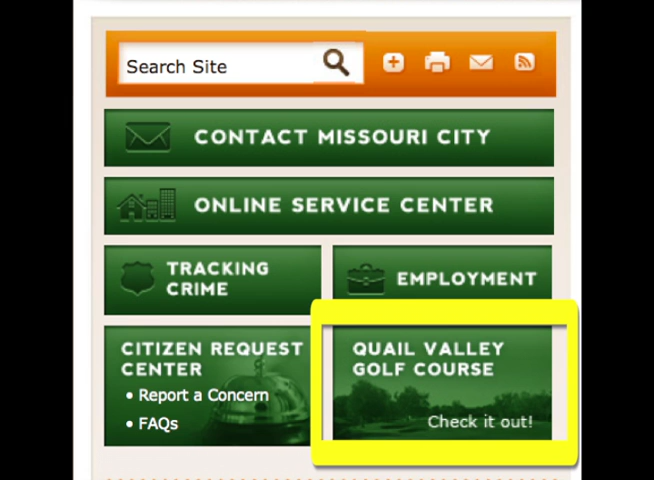 Search Site
CONTACT MISSOURI CITY
ONLINE SERVICE CENTER
TRACKING
CRIME
EMPLOYMENT
CITIZEN REQUEST
CENTER
• Report a Concern
• FAQs
QUAIL VALLEY
GOLF COURSE
Check it out!